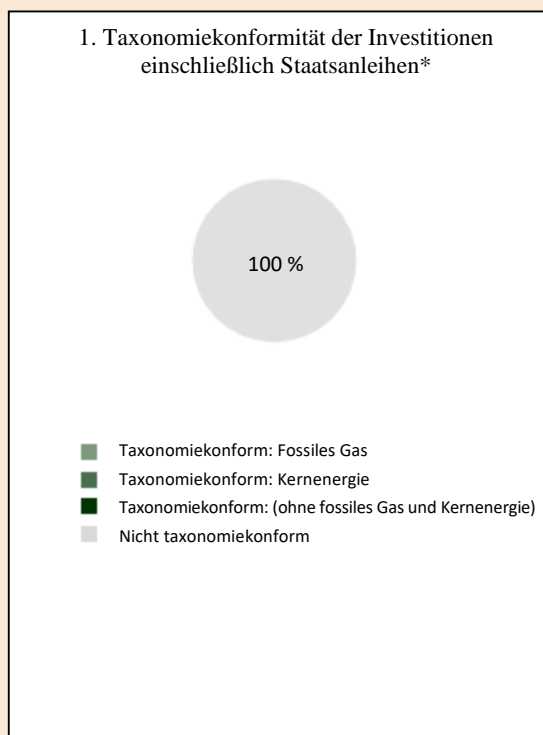 1. Taxonomiekonformität der Investitionen
einschließlich Staatsanleihen*
100 %
Taxonomiekonform: Fossiles Gas
Taxonomiekonform: Kernenergie
Taxonomiekonform: (ohne fossiles Gas und Kernenergie)
Nicht taxonomiekonform